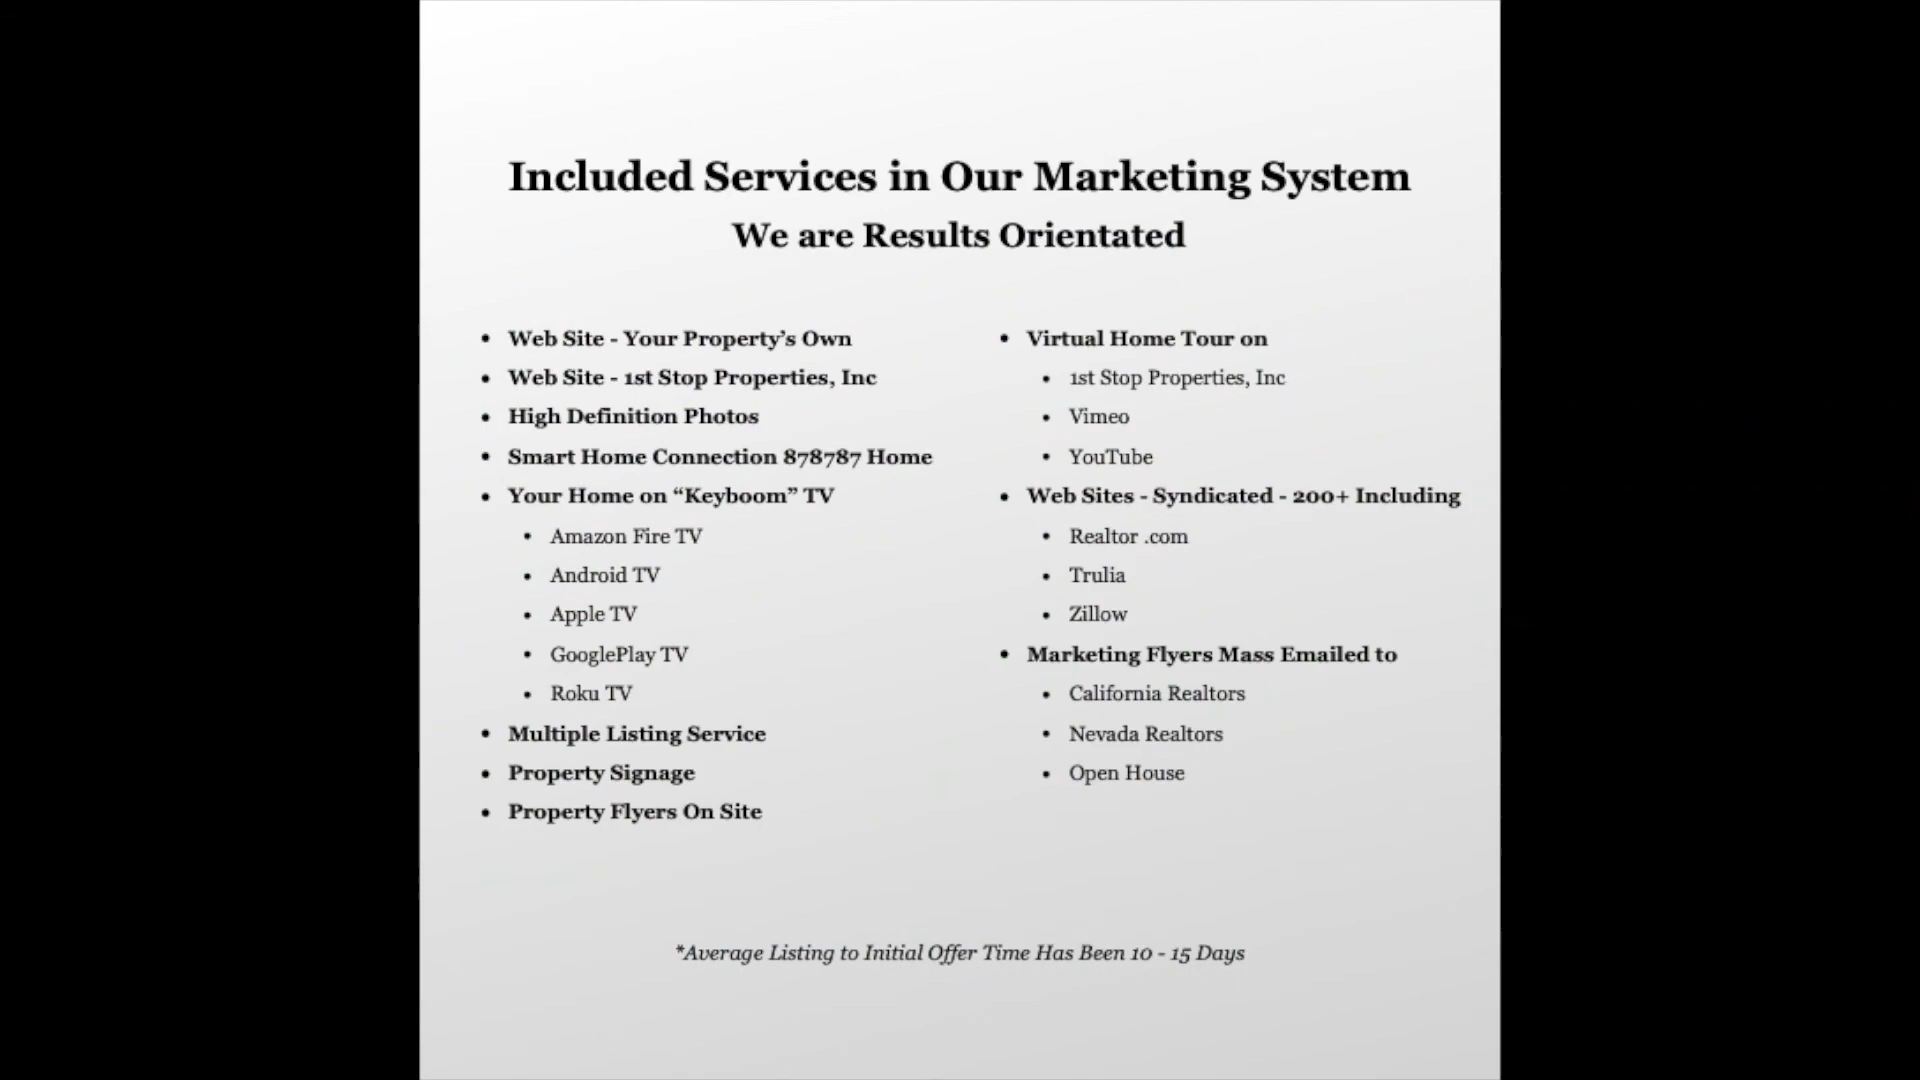 Included Services in Our Marketing System
We are Results Orientated
• Web Site - Your Property’s Own
• Web Site - 1st Stop Properties, Inc
• High Definition Photos
• Smart Home Connection 878787 Home
• Your Home on “Keyboom” TV
• Amazon Fire TV
• Android TV
• Apple TV
• GooglePlay TV
• Roku TV
• Multiple Listing Service
• Property Signage
• Property Flyers On Site
• Virtual Home Tour on
• 1st Stop Properties, Inc
• Vimeo
• YouTube
• Web Sites - Syndicated - 200+ Including
• Realtor .com
• Trulia
• Zillow
• Marketing Flyers Mass Emailed to
• California Realtors
• Nevada Realtors
• Open House
*Average Listing to Initial Offer Time Has Been 10 - 15 Days